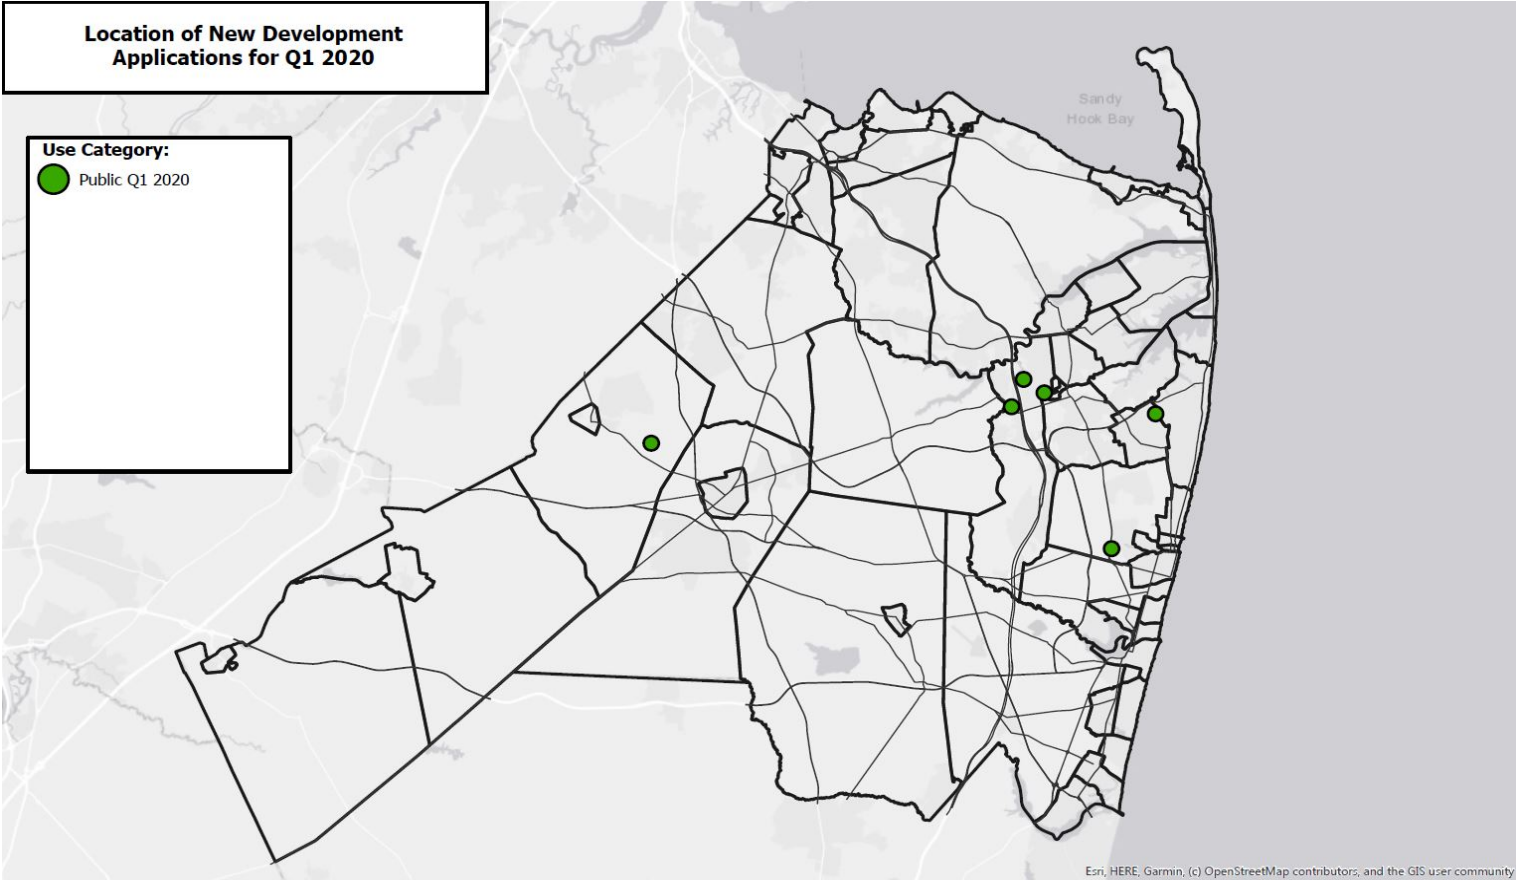 Location of New Development
Applications for Q1 2020
Use Category:
Public Q1 2020
Sandy
Hook Bay
Esri, HERE, Garmin, (c) OpenStreetMap contributors, and the GIS user community